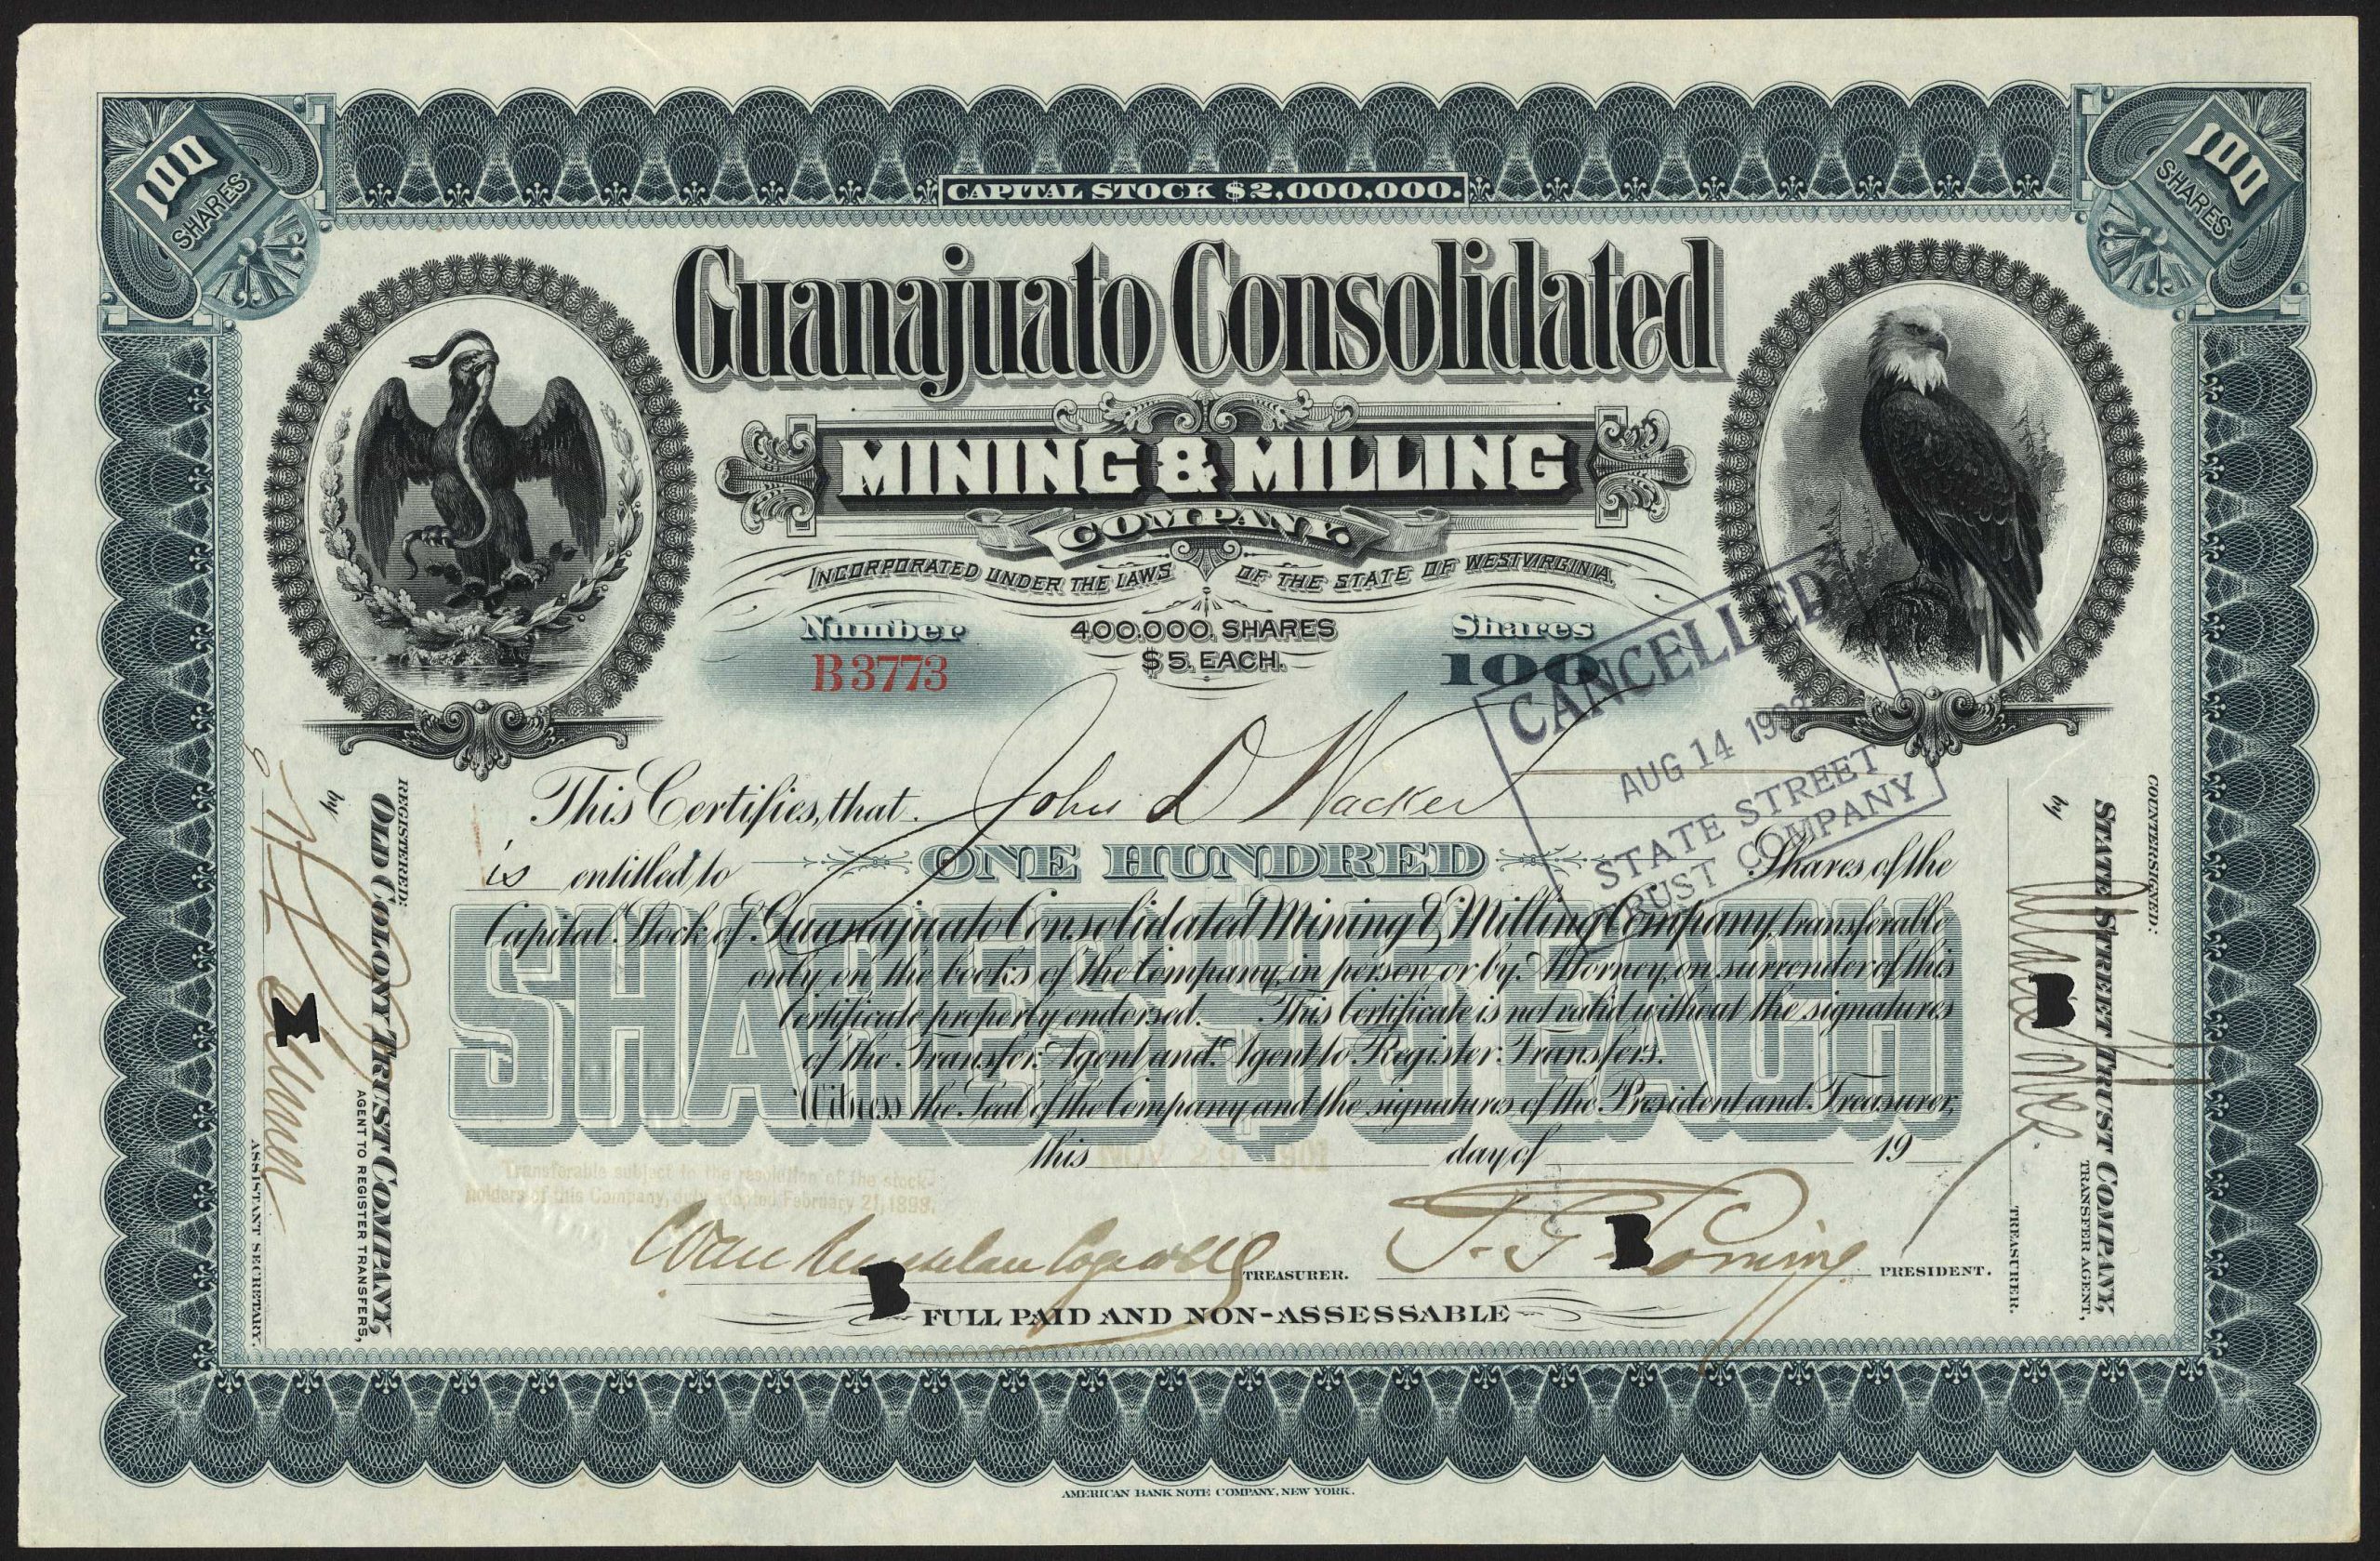 100 SHARES
CAPITAL STOCK $2,000,000.
100 SHARES
Guanajuato Consolidated
MINING & MILLING
COMPANY.
INCORPORATED UNDER THE LAWS OF THE STATE OF WEST VIRGINIA.
Number
B3773
400,000, SHARES
$5. EACH.
Shares
100
CANCELLED
AUG 14 190
STATE STREET
TRUST COMPANY
This Certifies, that John D Wacker
is entitled to ONE HUNDRED Shares of the
Capital Stock of Guanajuato Consolidated Mining & Milling Company, transferable
only on the books of the Company, in person or by Attorney, on surrender of this
Certificate properly endorsed. This Certificate is not valid without the signatures
of the Transfer Agent and Agent to Register Transfers.
Witness the Seal of the Company and the signatures of the President and Treasurer,
this NOV 29 1901 day of 19
SHARES $5 EACH
Transferable subject to the resolution of the stock-
holders of this Company, duly adopted February 21, 1899.
TREASURER.
PRESIDENT.
FULL PAID AND NON-ASSESSABLE
REGISTERED:
OLD COLONY TRUST COMPANY,
AGENT TO REGISTER TRANSFERS,
by
ASSISTANT SECRETARY.
COUNTERSIGNED:
STATE STREET TRUST COMPANY,
TRANSFER AGENT,
by
TREASURER.
AMERICAN BANK NOTE COMPANY, NEW YORK.